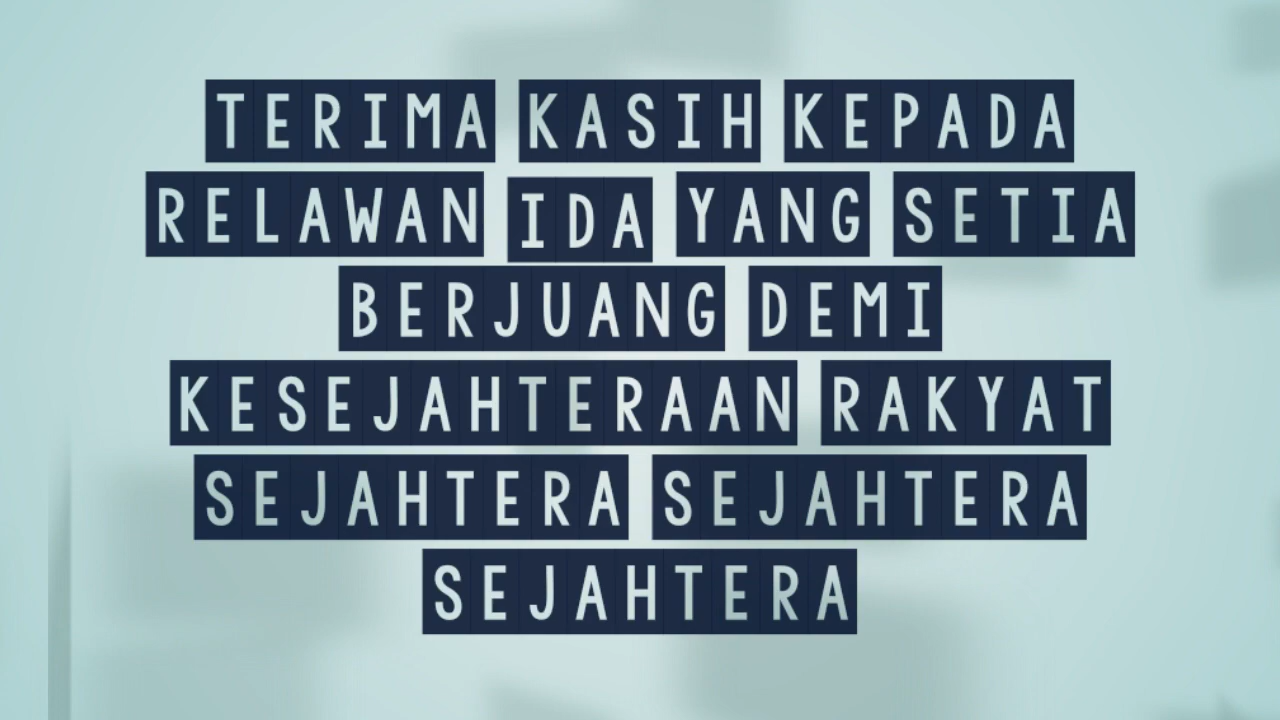 TERIMA KASIH KEPADA
RELAWAN IDA YANG SETIA
BERJUANG DEMI
KESEJAHTERAAN RAKYAT
SEJAHTERA SEJAHTERA
SEJAHTERA